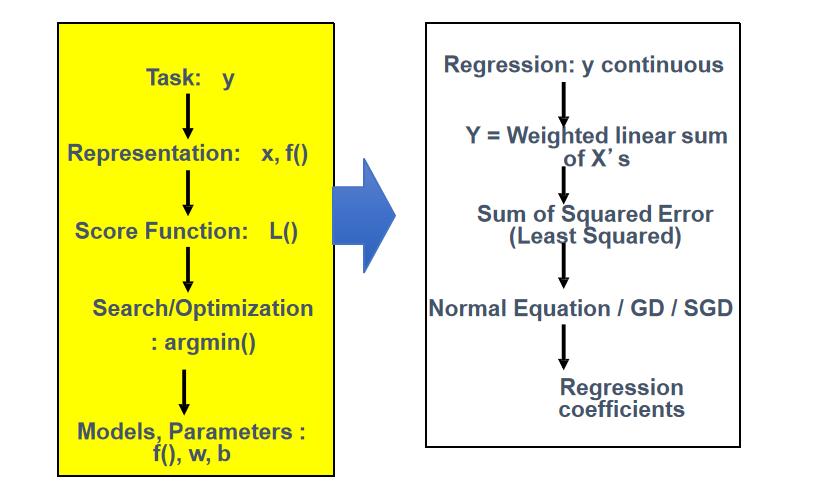 Task: y
Representation: x, f()
Score Function: L()
Search/Optimization
: argmin()
Models, Parameters :
f(), w, b
Regression: y continuous
Y = Weighted linear sum
of X's
Sum of Squared Error
(Least Squared)
Normal Equation / GD / SGD
Regression
coefficients